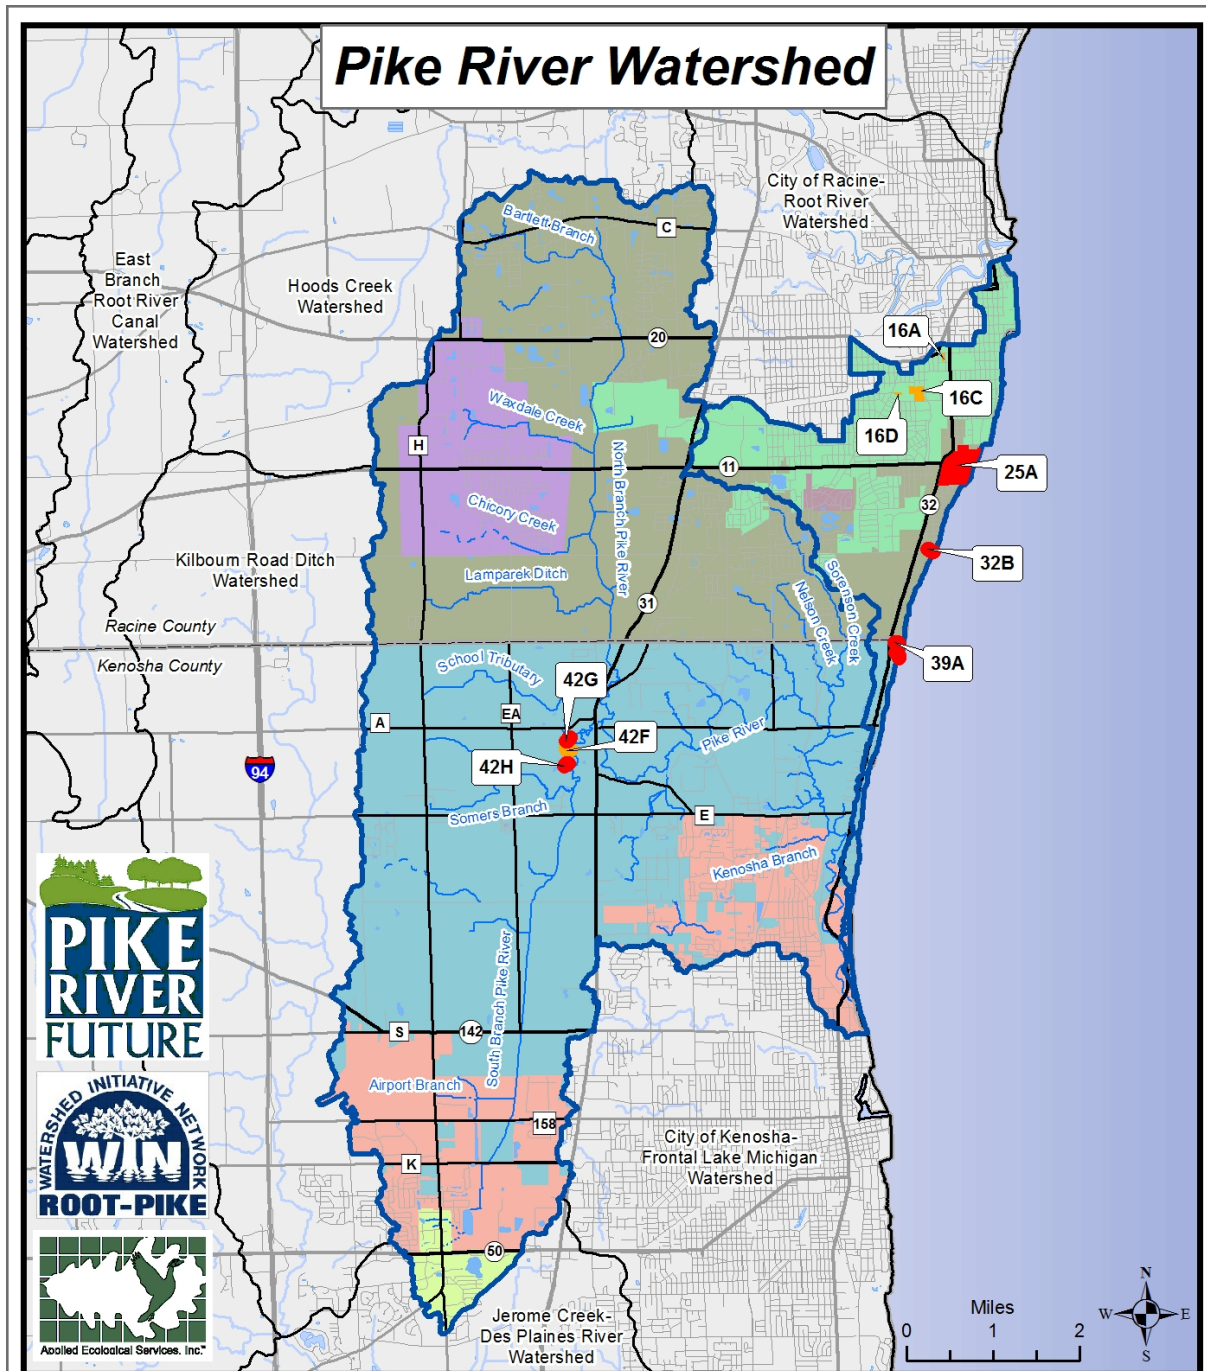 Pike River Watershed
City of Racine-
Root River
Watershed
Bartlett Branch
C
East
Branch
Root River
Canal
Watershed
Hoods Creek
Watershed
16A
20
16C
Waxdale Creek
16D
H
11
25A
North Branch Pike River
Chicory Creek
32
Kilbourn Road Ditch
Watershed
32B
Lamparek Ditch
Sorenson Creek
Nelson Creek
31
Racine County
Kenosha County
39A
School Tributary
42G
A
EA
42F
Pike River
42H
94
Somers Branch
E
Kenosha Branch
PIKE
RIVER
FUTURE
South Branch Pike River
S
142
Airport Branch
WATERSHED INITIATIVE NETWORK
WIN
ROOT-PIKE
158
City of Kenosha-
Frontal Lake Michigan
Watershed
K
50
Applied Ecological Services, Inc.™
Jerome Creek-
Des Plaines River
Watershed
Miles
0 1 2
N
W E
S